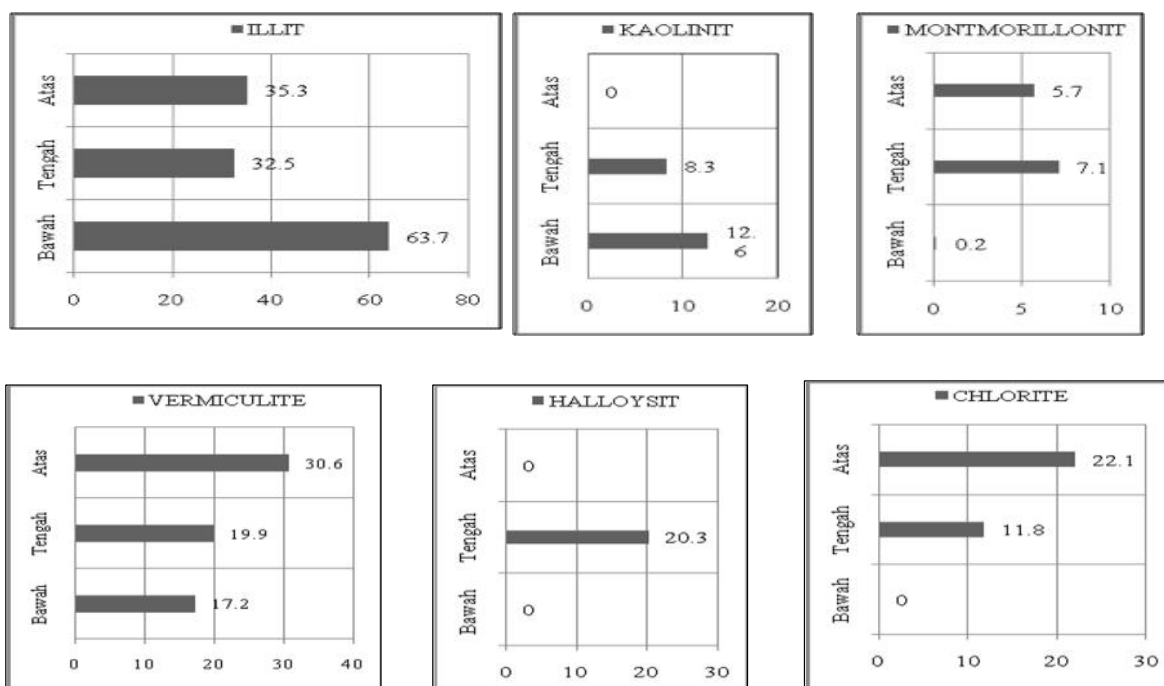 ILLIT
Atas
35.3
Tengah
32.5
Bawah
63.7
0 20 40 60 80
KAOLINIT
Atas
0
Tengah
8.3
Bawah
12.
6
0 10 20
MONTMORILLONIT
Atas
5.7
Tengah
7.1
Bawah
0.2
0 5 10
VERMICULITE
Atas
30.6
Tengah
19.9
Bawah
17.2
0 10 20 30 40
HALLOYSIT
Atas
0
Tengah
20.3
Bawah
0
0 10 20 30
CHLORITE
Atas
22.1
Tengah
11.8
Bawah
0
0 10 20 30